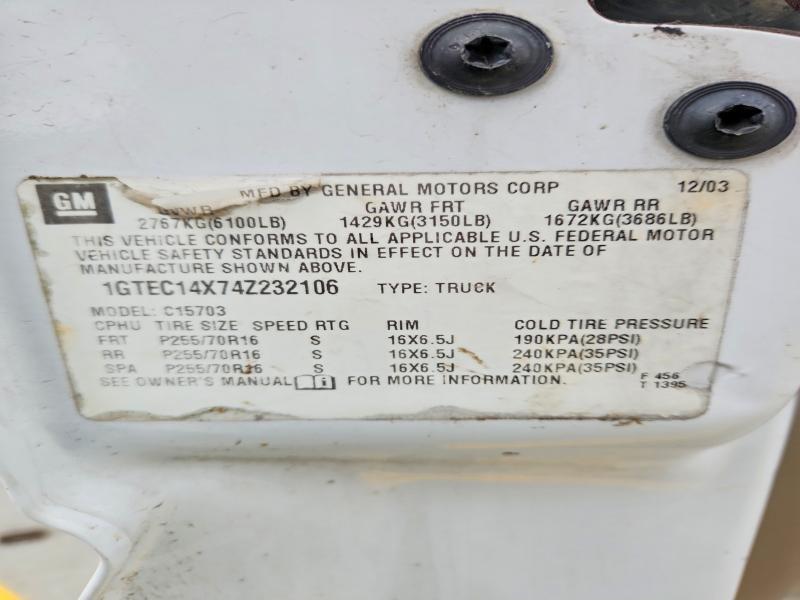 GM MFD BY GENERAL MOTORS CORP 12/03
GVWR GAWR FRT GAWR RR
2767KG(6100LB) 1429KG(3150LB) 1672KG(3686LB)
THIS VEHICLE CONFORMS TO ALL APPLICABLE U.S. FEDERAL MOTOR
VEHICLE SAFETY STANDARDS IN EFFECT ON THE DATE OF
MANUFACTURE SHOWN ABOVE.
1GTEC14X74Z232106 TYPE: TRUCK
MODEL: C15703
CPHU TIRE SIZE SPEED RTG RIM COLD TIRE PRESSURE
FRT P255/70R16 S 16X6.5J 190KPA(28PSI)
RR P255/70R16 S 16X6.5J 240KPA(35PSI)
SPA P255/70R16 S 16X6.5J 240KPA(35PSI)
SEE OWNER'S MANUAL FOR MORE INFORMATION.
F 456
T 1395